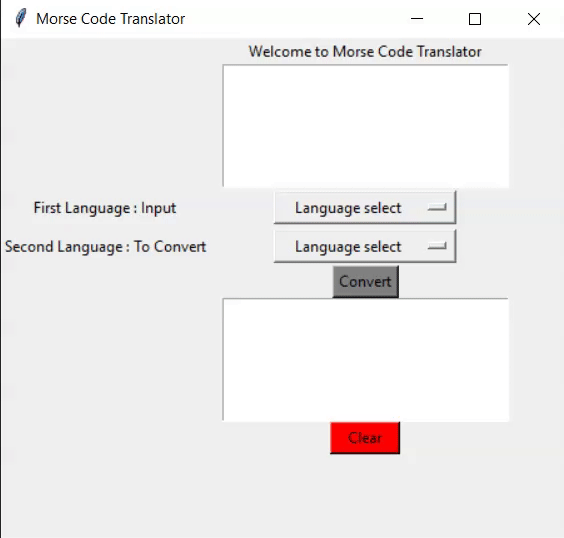 Morse Code Translator
Welcome to Morse Code Translator
First Language : Input
Language select
Second Language : To Convert
Language select
Convert
Clear